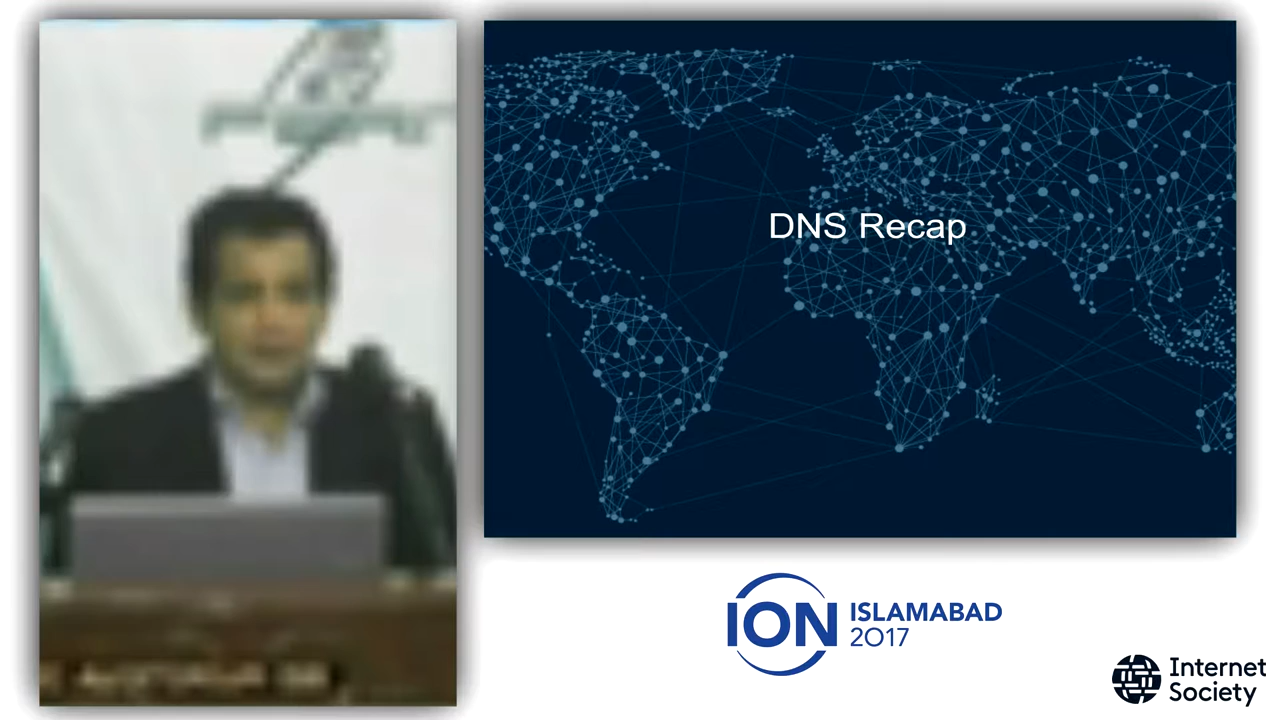 DNS Recap
ION
ISLAMABAD
2017
Internet
Society